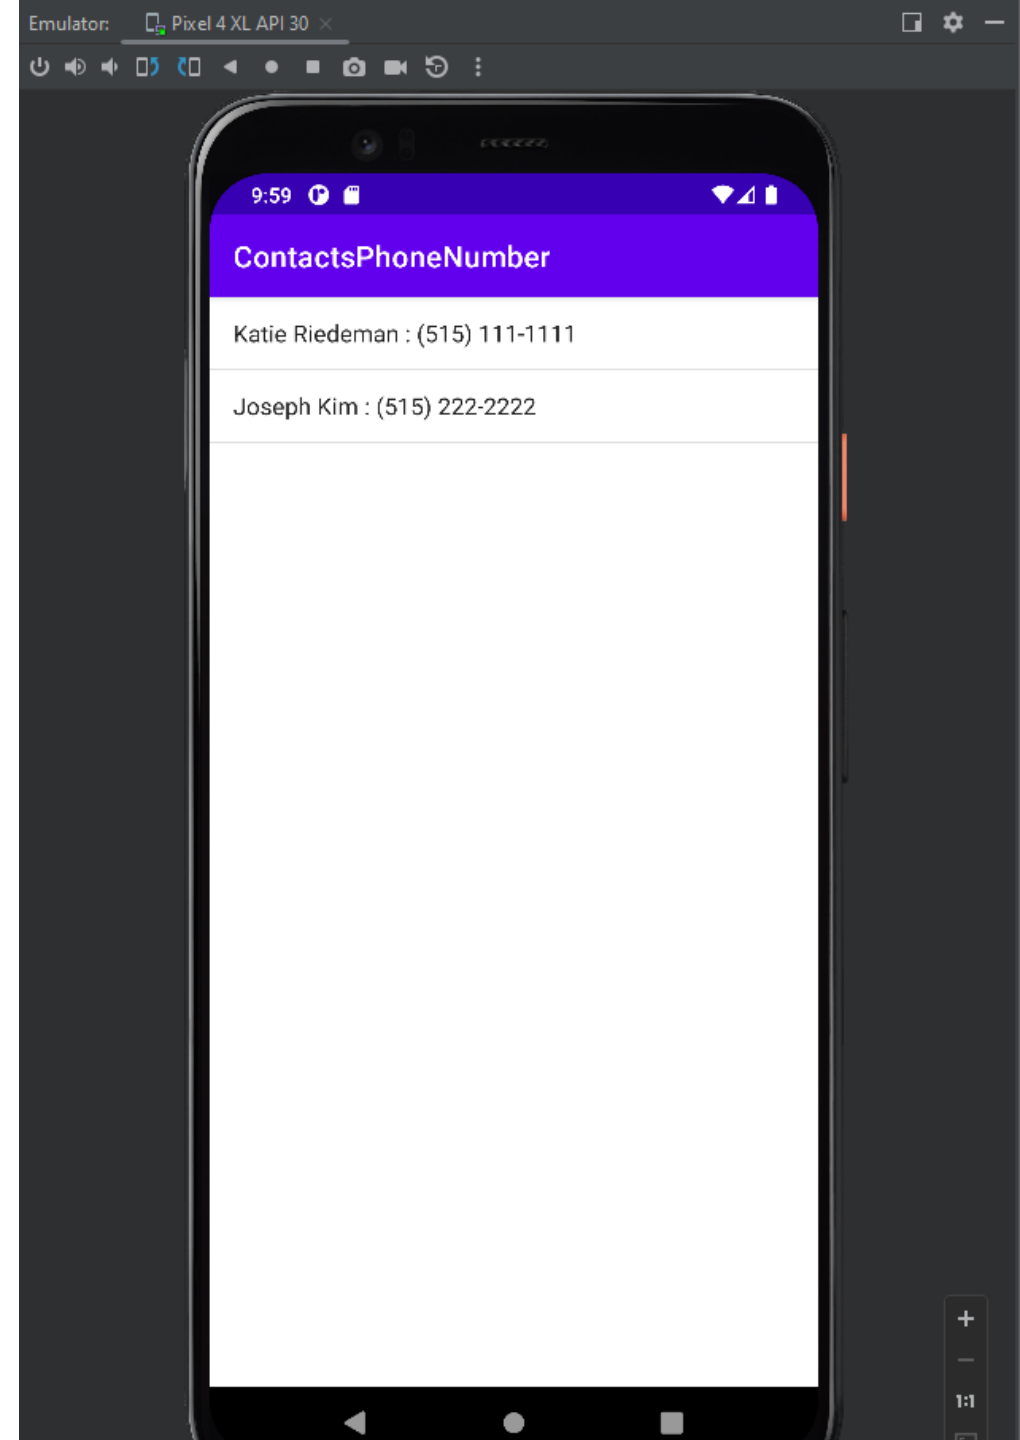 Emulator: Pixel 4 XL API 30
9:59
ContactsPhoneNumber
Katie Riedeman : (515) 111-1111
Joseph Kim : (515) 222-2222
1:1